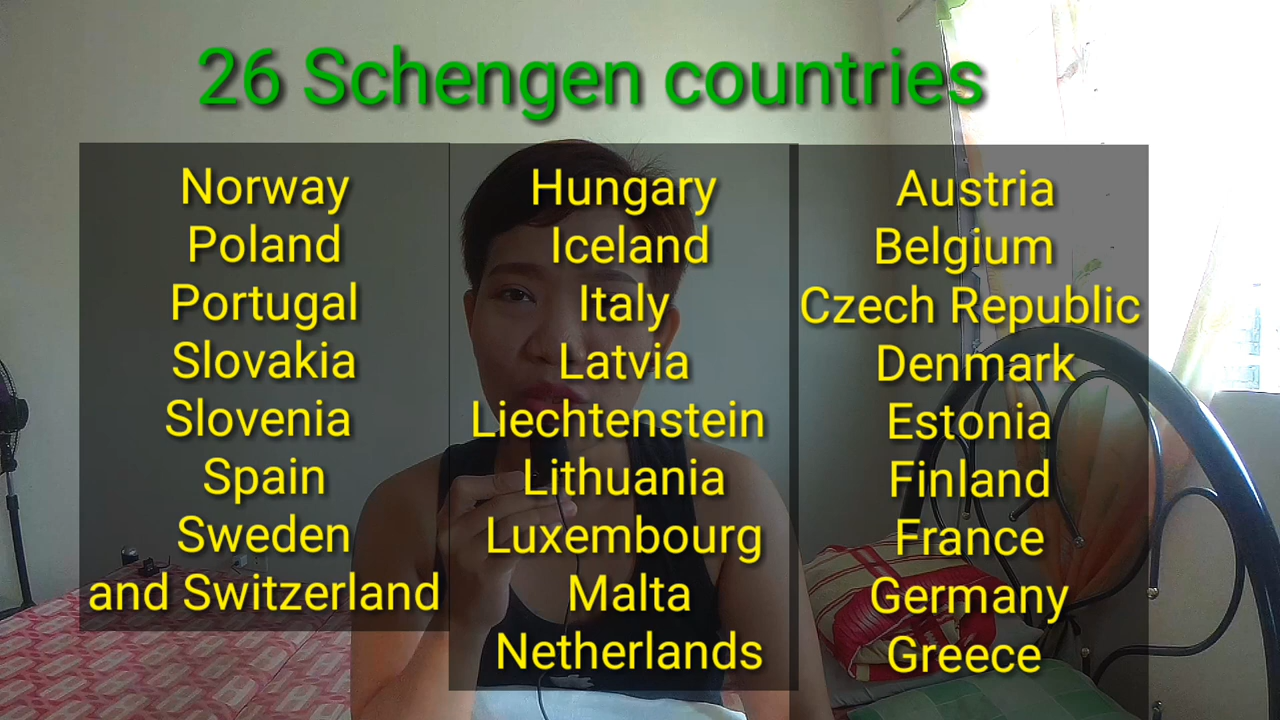 26 Schengen countries
Norway
Poland
Portugal
Slovakia
Slovenia
Spain
Sweden
and Switzerland
Hungary
Iceland
Italy
Latvia
Liechtenstein
Lithuania
Luxembourg
Malta
Netherlands
Austria
Belgium
Czech Republic
Denmark
Estonia
Finland
France
Germany
Greece